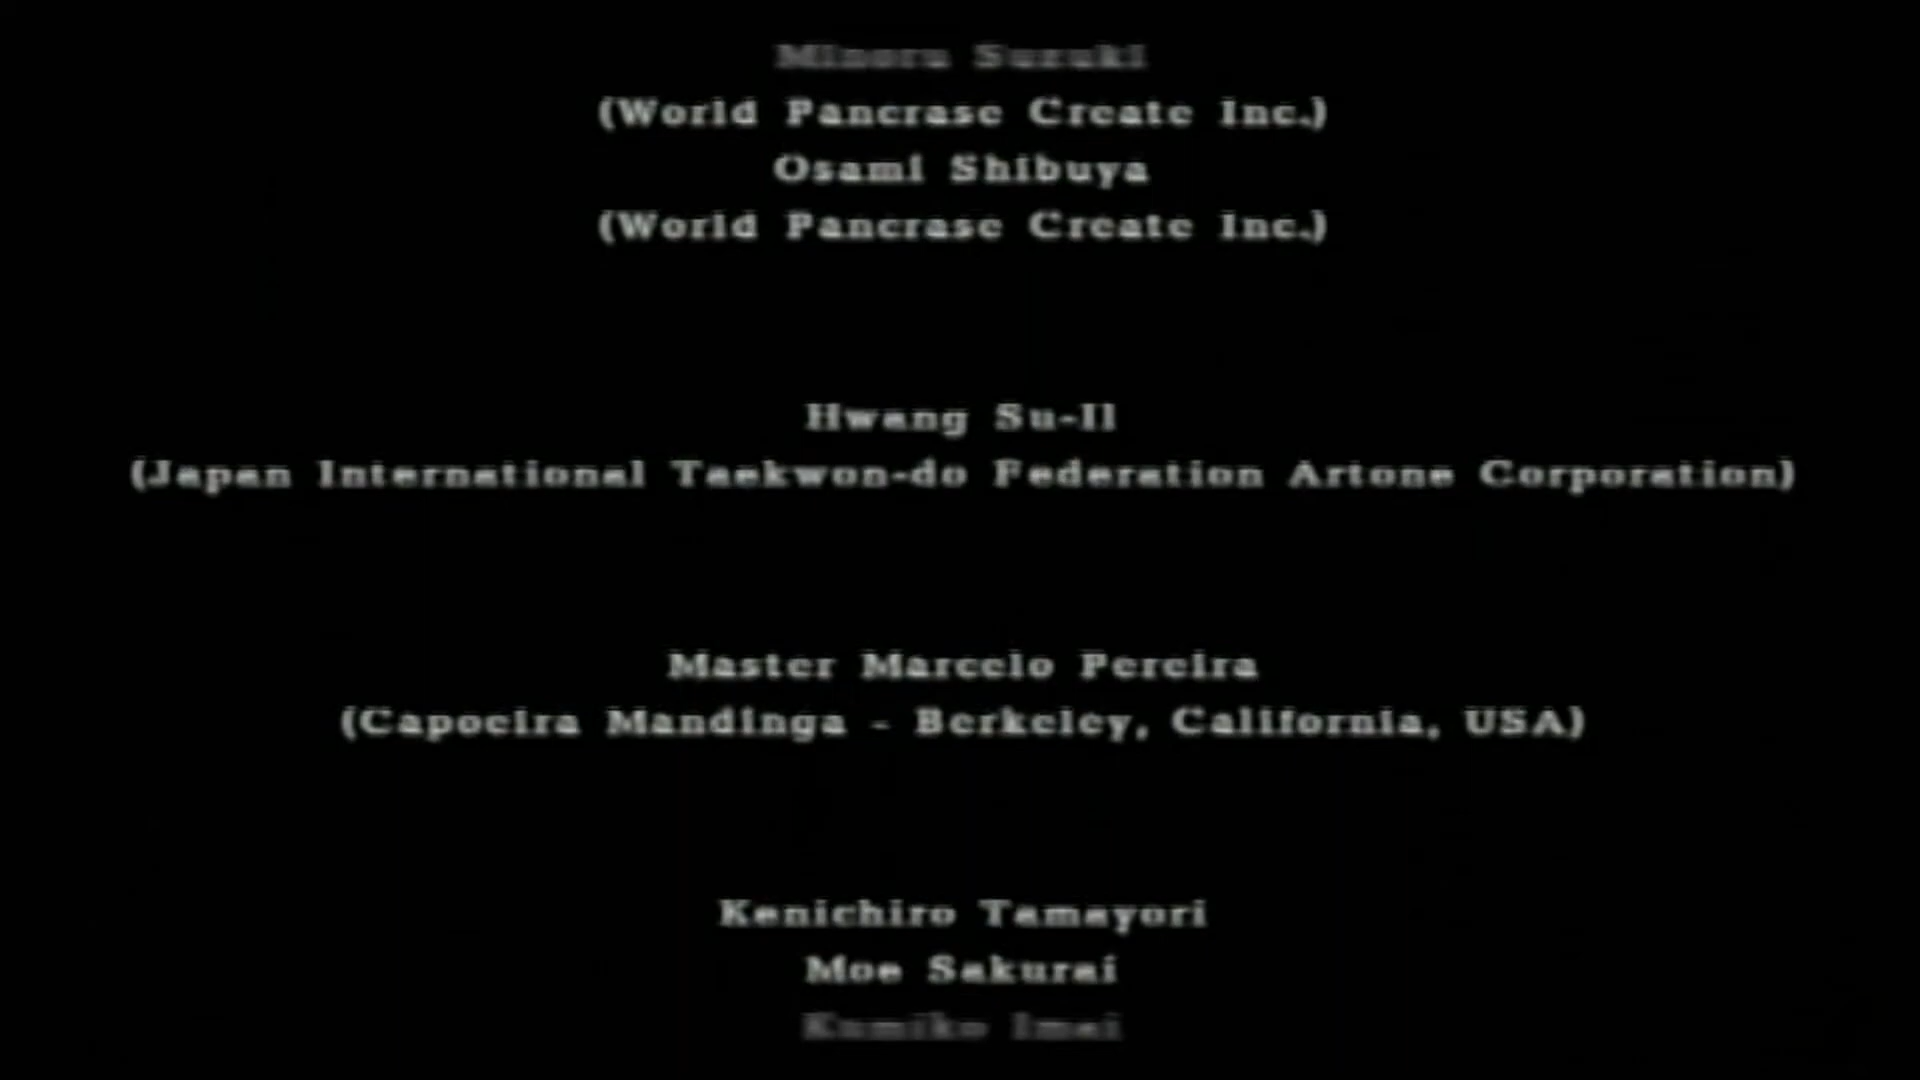 Minoru Suzuki
(World Pancrase Create Inc.)
Osami Shibuya
(World Pancrase Create Inc.)
Hwang Su-Il
(Japan International Taekwon-do Federation Artone Corporation)
Master Marcelo Pereira
(Capoeira Mandinga - Berkeley, California, USA)
Kenichiro Tamayori
Moe Sakurai
Kumiko Imai